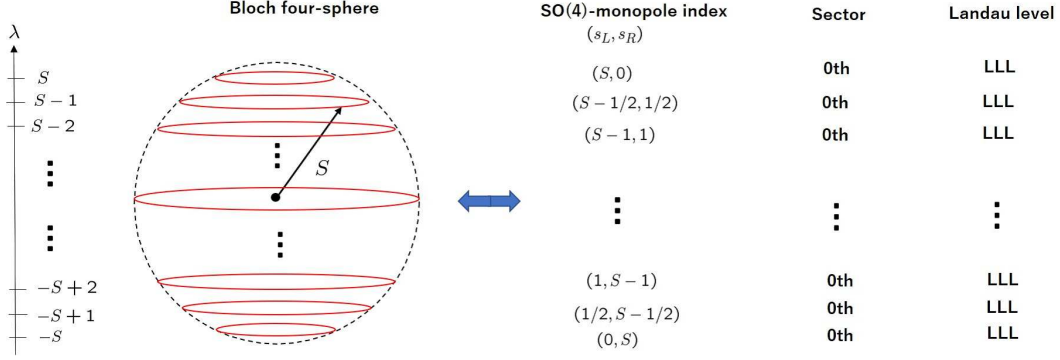 Bloch four-sphere SO(4)-monopole index Sector Landau level
λ (s_L, s_R)
S (S, 0) 0th LLL
S − 1 (S − 1/2, 1/2) 0th LLL
S − 2 (S − 1, 1) 0th LLL
S
−S + 2 (1, S − 1) 0th LLL
−S + 1 (1/2, S − 1/2) 0th LLL
−S (0, S) 0th LLL